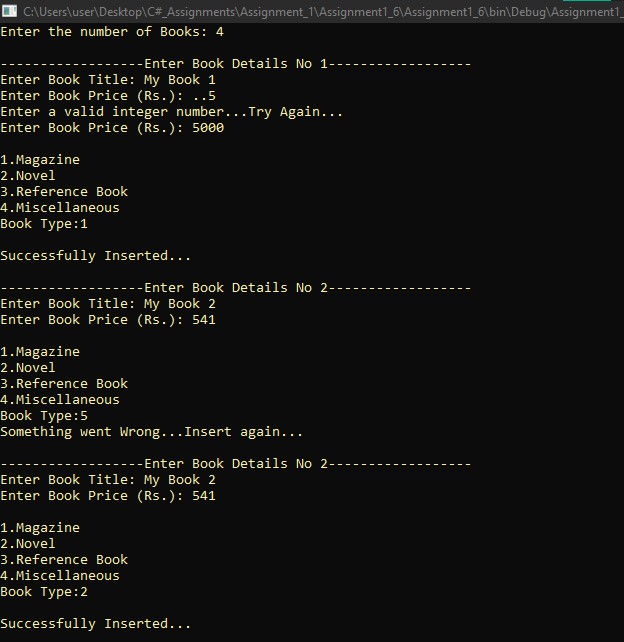 C:\Users\user\Desktop\C#_Assignments\Assignment_1\Assignment1_6\Assignment1_6\bin\Debug\Assignment1_
Enter the number of Books: 4
------------------Enter Book Details No 1------------------
Enter Book Title: My Book 1
Enter Book Price (Rs.): ..5
Enter a valid integer number...Try Again...
Enter Book Price (Rs.): 5000
1.Magazine
2.Novel
3.Reference Book
4.Miscellaneous
Book Type:1
Successfully Inserted...
------------------Enter Book Details No 2------------------
Enter Book Title: My Book 2
Enter Book Price (Rs.): 541
1.Magazine
2.Novel
3.Reference Book
4.Miscellaneous
Book Type:5
Something went Wrong...Insert again...
------------------Enter Book Details No 2------------------
Enter Book Title: My Book 2
Enter Book Price (Rs.): 541
1.Magazine
2.Novel
3.Reference Book
4.Miscellaneous
Book Type:2
Successfully Inserted...